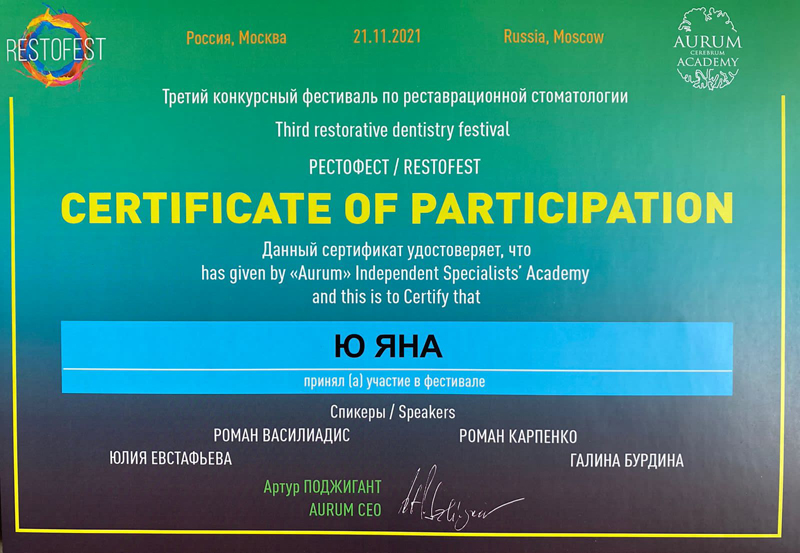 RESTOFEST
Россия, Москва 21.11.2021 Russia, Moscow
AURUM
CEREBRUM
ACADEMY
Третий конкурсный фестиваль по реставрационной стоматологии
Third restorative dentistry festival
РЕСТОФЕСТ / RESTOFEST
CERTIFICATE OF PARTICIPATION
Данный сертификат удостоверяет, что
has given by «Aurum» Independent Specialists’ Academy
and this is to Certify that
Ю ЯНА
принял (а) участие в фестивале
Спикеры / Speakers
РОМАН ВАСИЛИАДИС РОМАН КАРПЕНКО
ЮЛИЯ ЕВСТАФЬЕВА ГАЛИНА БУРДИНА
Артур ПОДЖИГАНТ
AURUM CEO